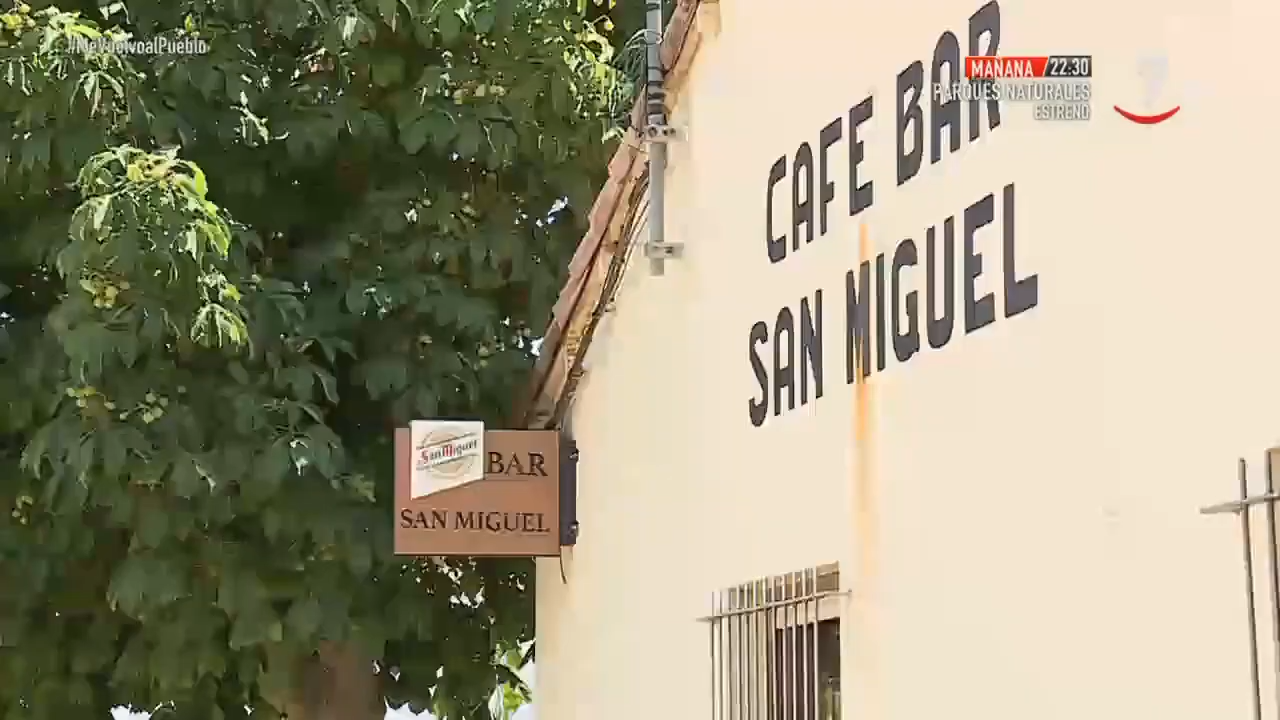 #MeVuelvoalPueblo
MAÑANA 22:30
PARQUES NATURALES
ESTRENO
CAFE BAR
SAN MIGUEL
San Miguel
BAR
SAN MIGUEL